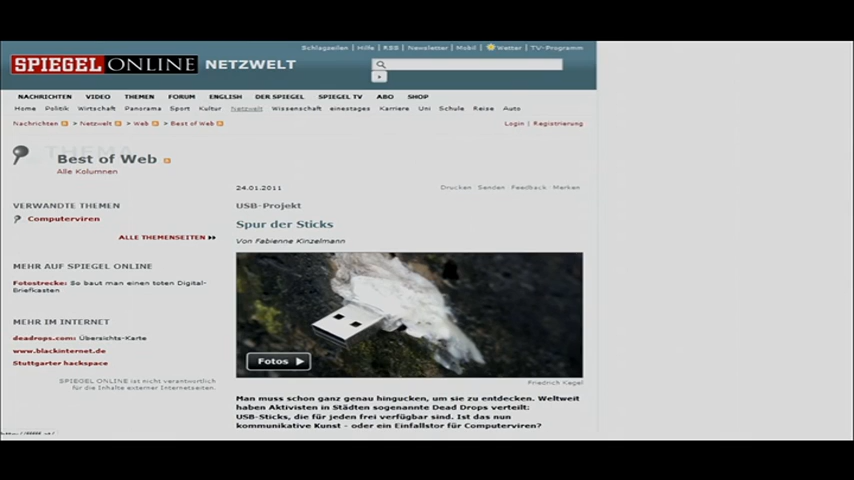 Schlagzeilen | Hilfe | RSS | Newsletter | Mobil | Wetter | TV-Programm
SPIEGEL ONLINE NETZWELT
NACHRICHTEN VIDEO THEMEN FORUM ENGLISH DER SPIEGEL SPIEGEL TV ABO SHOP
Home Politik Wirtschaft Panorama Sport Kultur Netzwelt Wissenschaft einestages Karriere Uni Schule Reise Auto
Nachrichten > Netzwelt > Web > Best of Web
Login | Registrierung
THEMA
Best of Web
Alle Kolumnen
24.01.2011
Drucken Senden Feedback Merken
VERWANDTE THEMEN
Computerviren
ALLE THEMENSEITEN
MEHR AUF SPIEGEL ONLINE
Fotostrecke: So baut man einen toten Digital-
Briefkasten
MEHR IM INTERNET
deadrops.com: Übersichts-Karte
www.blackinternet.de
Stuttgarter hackspace
SPIEGEL ONLINE ist nicht verantwortlich
für die Inhalte externer Internetseiten.
USB-Projekt
Spur der Sticks
Von Fabienne Kinzelmann
Fotos
Friedrich Kegel
Man muss schon ganz genau hingucken, um sie zu entdecken. Weltweit
haben Aktivisten in Städten sogenannte Dead Drops verteilt:
USB-Sticks, die für jeden frei verfügbar sind. Ist das nun
kommunikative Kunst - oder ein Einfallstor für Computerviren?